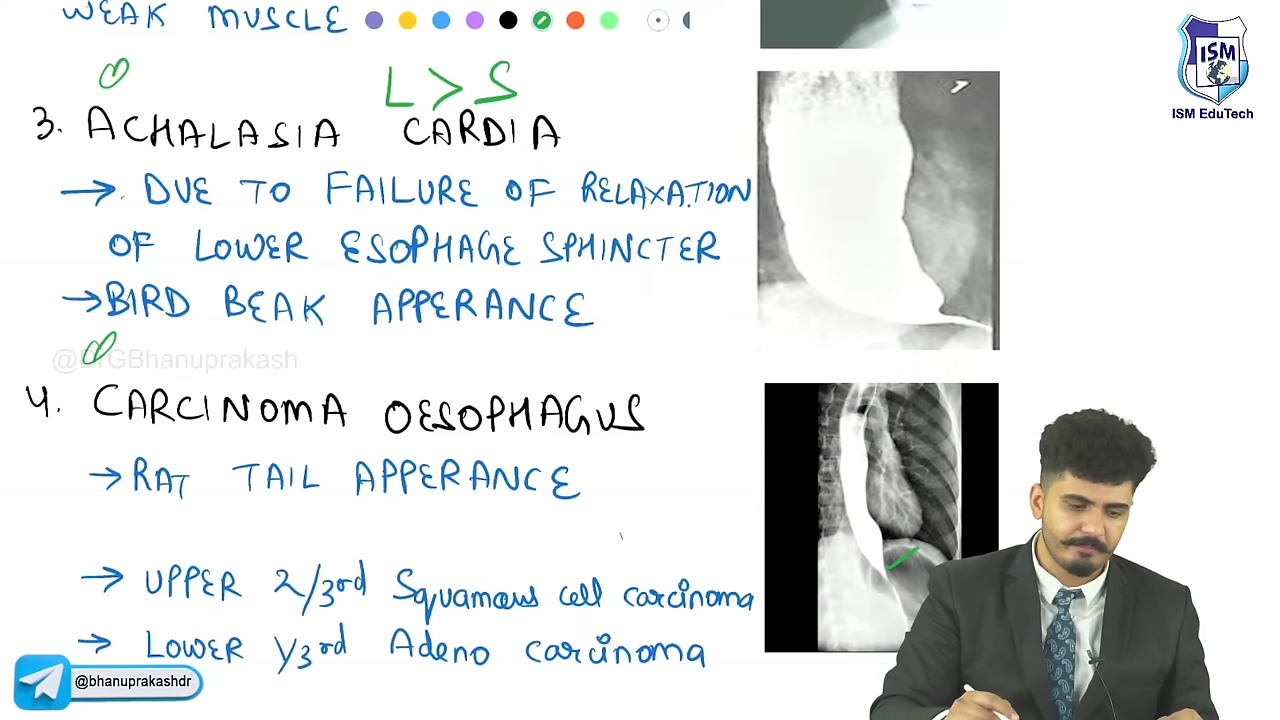 WEAK MUSCLE
L > S
3. ACHALASIA CARDIA
→ DUE TO FAILURE OF RELAXATION
OF LOWER ESOPHAGE SPHINCTER
→ BIRD BEAK APPERANCE
@DrGBhanuprakash
4. CARCINOMA OESOPHAGUS
→ RAT TAIL APPERANCE
→ UPPER 2/3rd Squamous cell carcinoma
→ LOWER 1/3rd Adeno carcinoma
@bhanuprakashdr
ISM
ISM EduTech